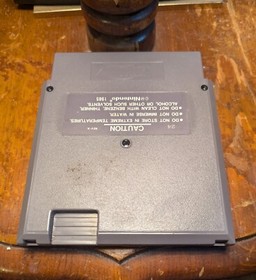 U.S. REV-A
CAUTION
● DO NOT STORE IN EXTREME TEMPERATURES.
● DO NOT IMMERSE IN WATER.
● DO NOT CLEAN WITH BENZENE, THINNER,
ALCOHOL OR OTHER SUCH SOLVENTS.
©Nintendo® 1985